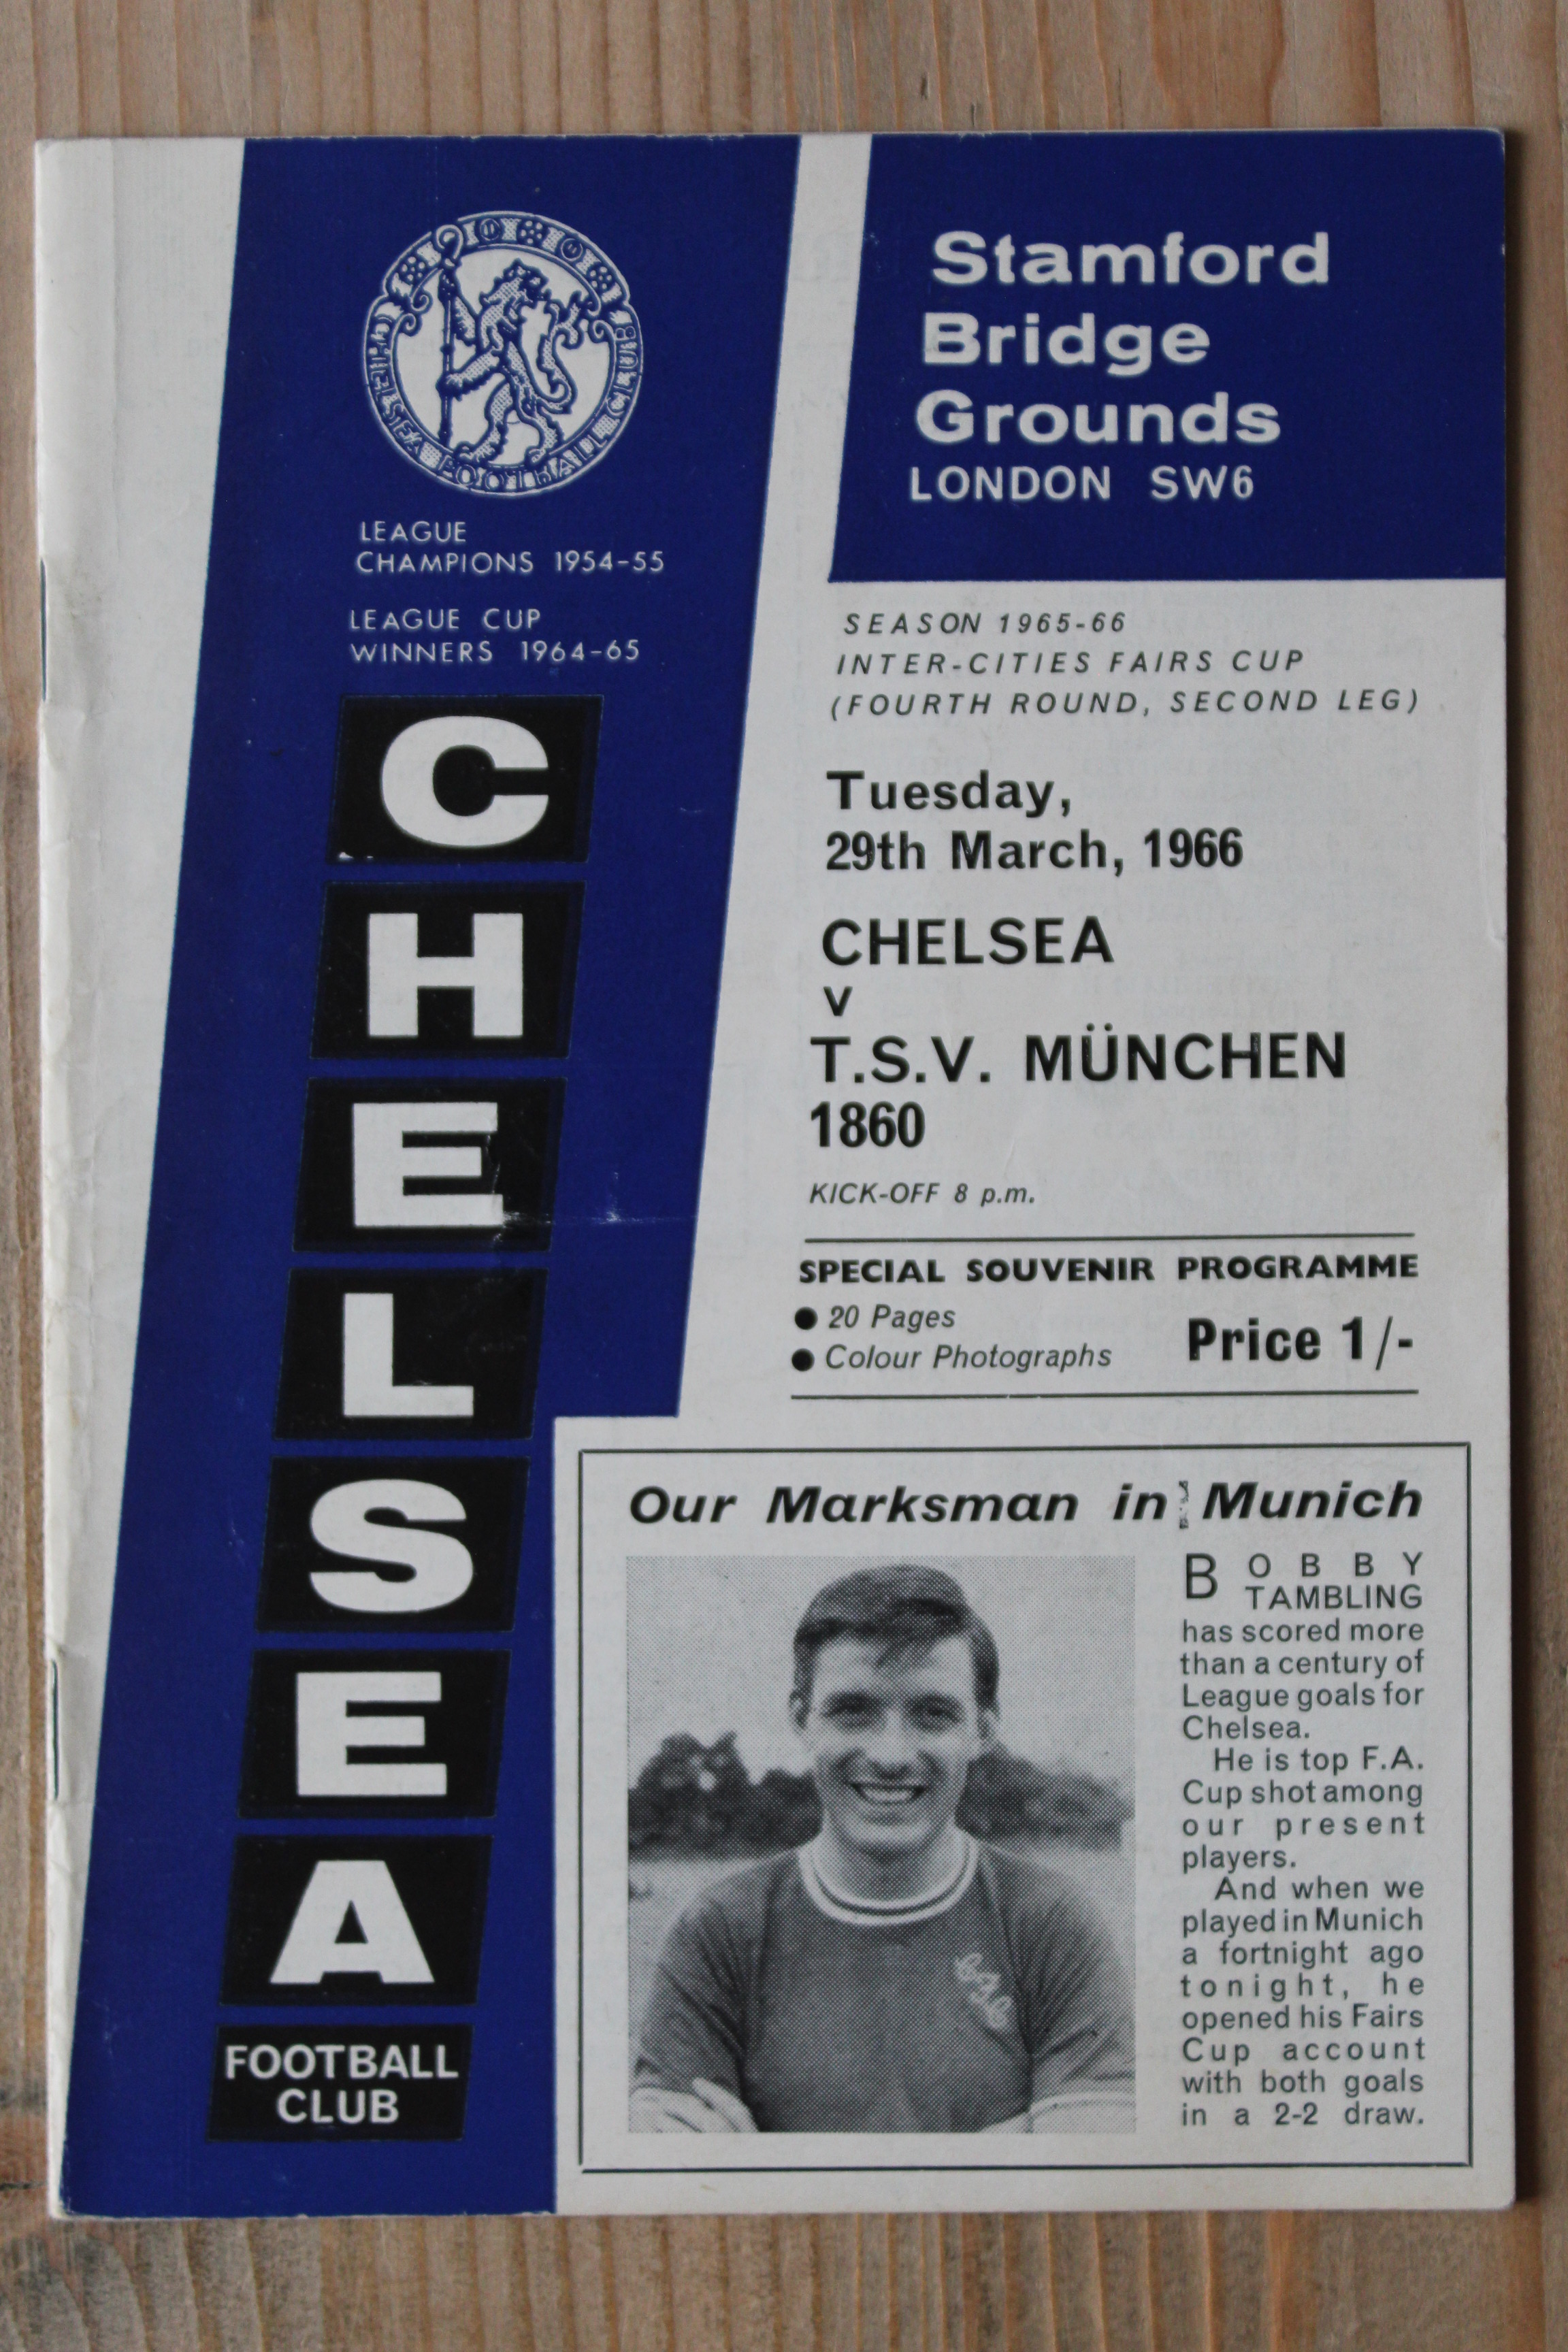 CHELSEA FOOTBALL CLUB
LEAGUE
CHAMPIONS 1954-55
LEAGUE CUP
WINNERS 1964-65
CHELSEA
FOOTBALL
CLUB
Stamford
Bridge
Grounds
LONDON SW6
SEASON 1965-66
INTER-CITIES FAIRS CUP
(FOURTH ROUND, SECOND LEG)
Tuesday,
29th March, 1966
CHELSEA
v
T.S.V. MÜNCHEN
1860
KICK-OFF 8 p.m.
SPECIAL SOUVENIR PROGRAMME
● 20 Pages
● Colour Photographs
Price 1/-
Our Marksman in Munich
BOBBY
TAMBLING
has scored more
than a century of
League goals for
Chelsea.
He is top F.A.
Cup shot among
our present
players.
And when we
played in Munich
a fortnight ago
tonight, he
opened his Fairs
Cup account
with both goals
in a 2-2 draw.